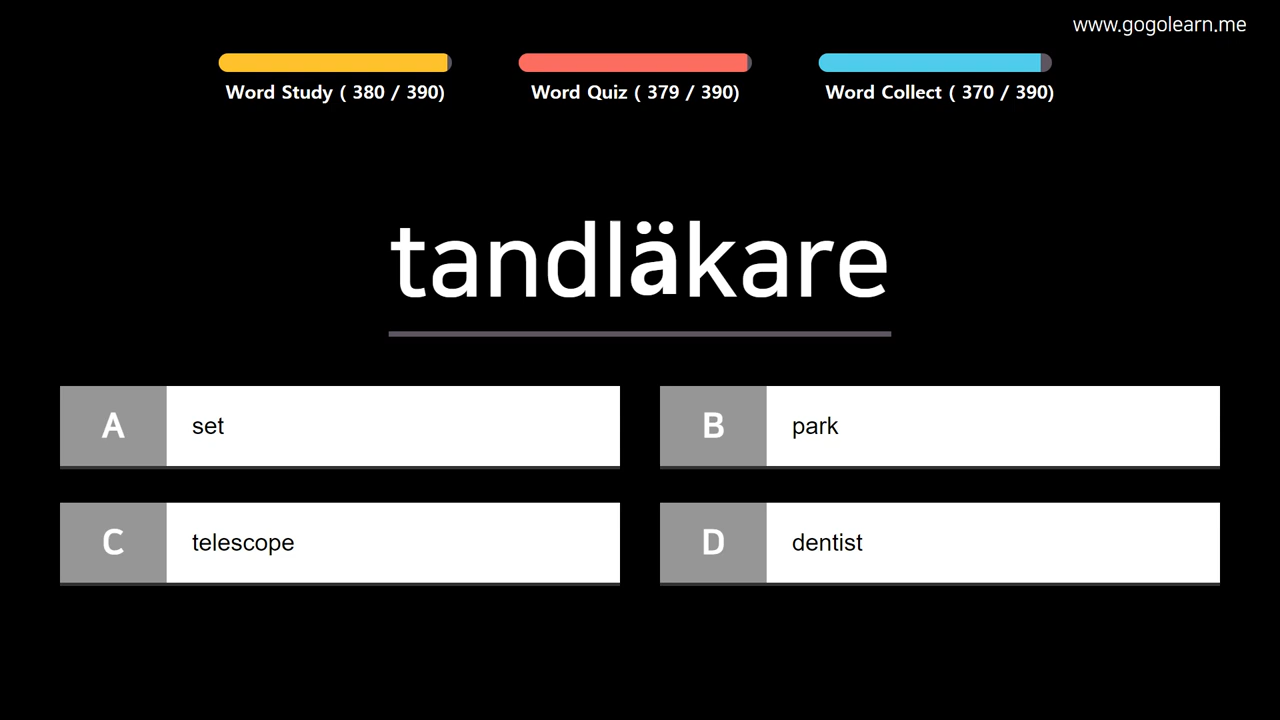 www.gogolearn.me
Word Study ( 380 / 390)
Word Quiz ( 379 / 390)
Word Collect ( 370 / 390)
tandläkare
A set
B park
C telescope
D dentist